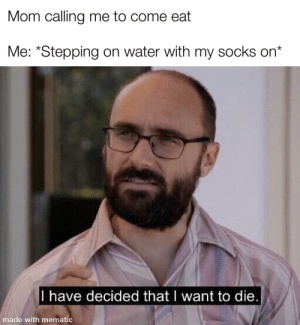 Mom calling me to come eat
Me: *Stepping on water with my socks on*
I have decided that I want to die.
made with mematic